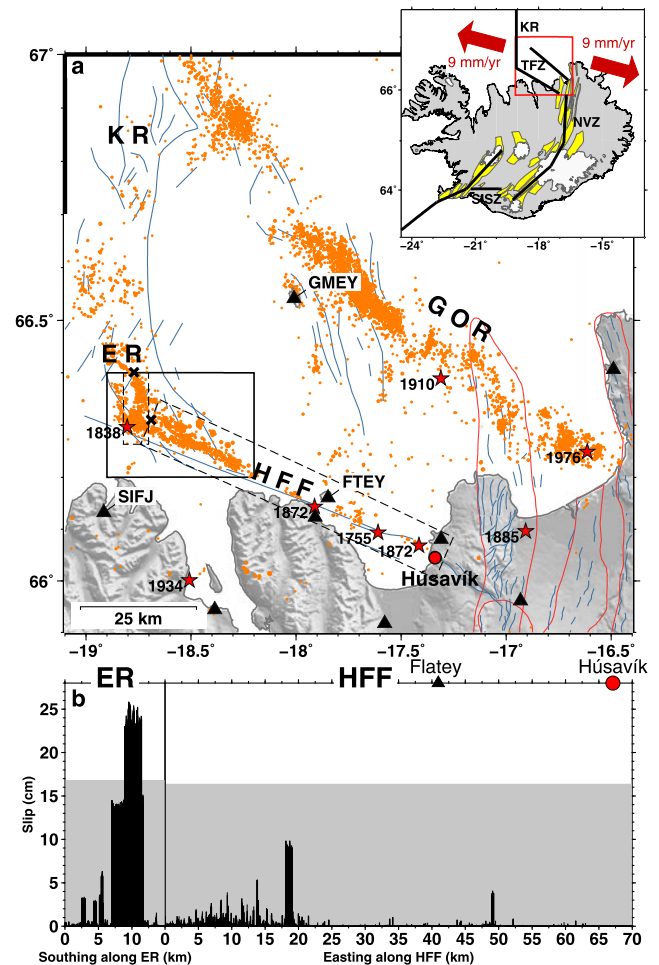 a
67°
66.5°
66°
K R
GMEY
G O R
E R
1910
1838
1976
H F F
FTEY
SIFJ
1872
1755
1872
1885
Húsavík
1934
25 km
−19° −18.5° −18° −17.5° −17° −16.5°
KR
9 mm/yr
9 mm/yr
TFZ
66°
NVZ
64°
SISZ
−24° −21° −18° −15°
Flatey Húsavík
b ER HFF
Slip (cm)
25
20
15
10
5
0
0 5 10 0 5 10 15 20 25 30 35 40 45 50 55 60 65 70
Southing along ER (km) Easting along HFF (km)